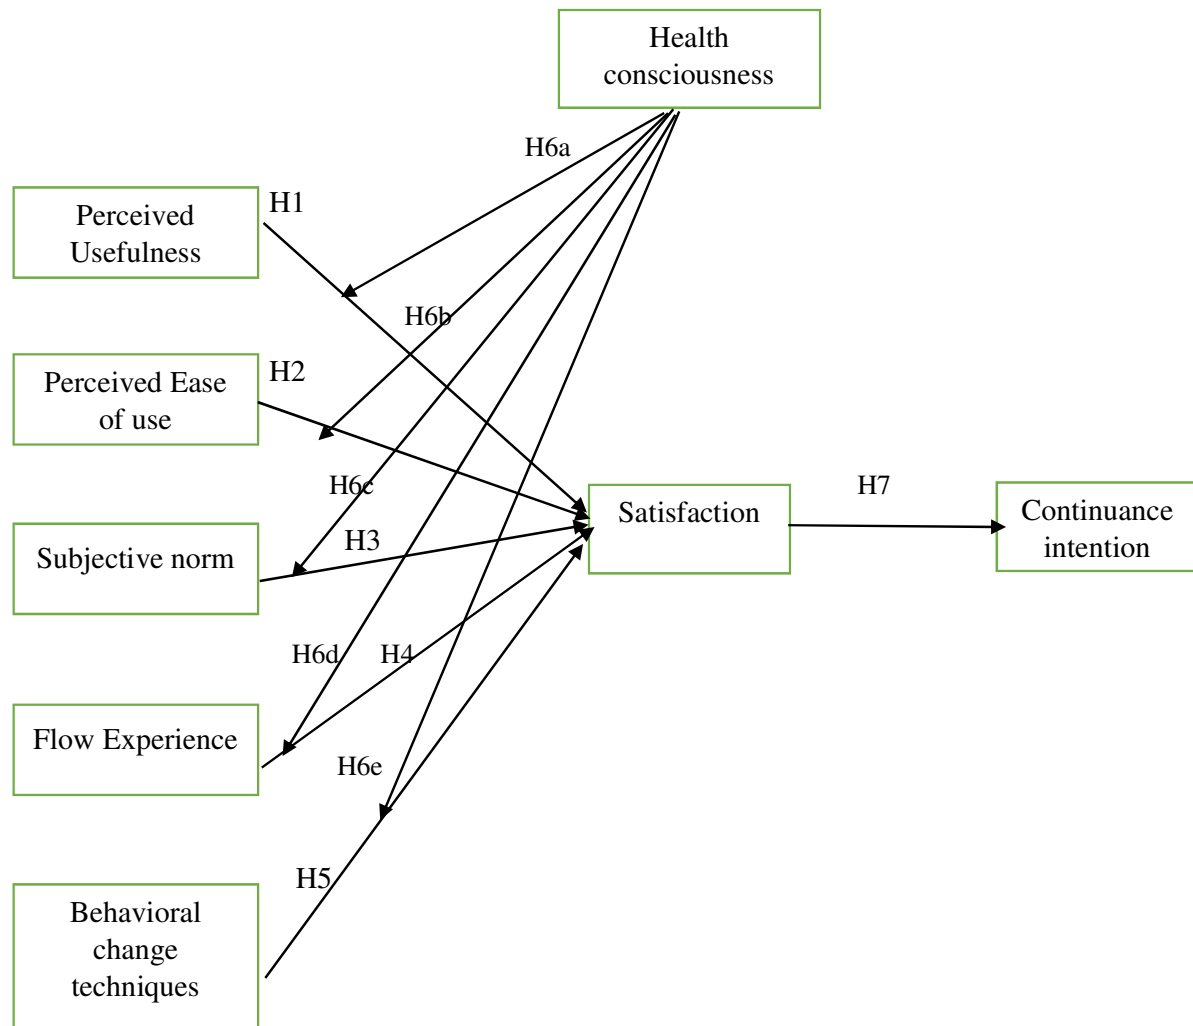 Health
consciousness
H6a
H1
Perceived
Usefulness
H6b
H2
Perceived Ease
of use
H6c
H7
Satisfaction
Continuance
intention
H3
Subjective norm
H6d
H4
Flow Experience
H6e
H5
Behavioral
change
techniques